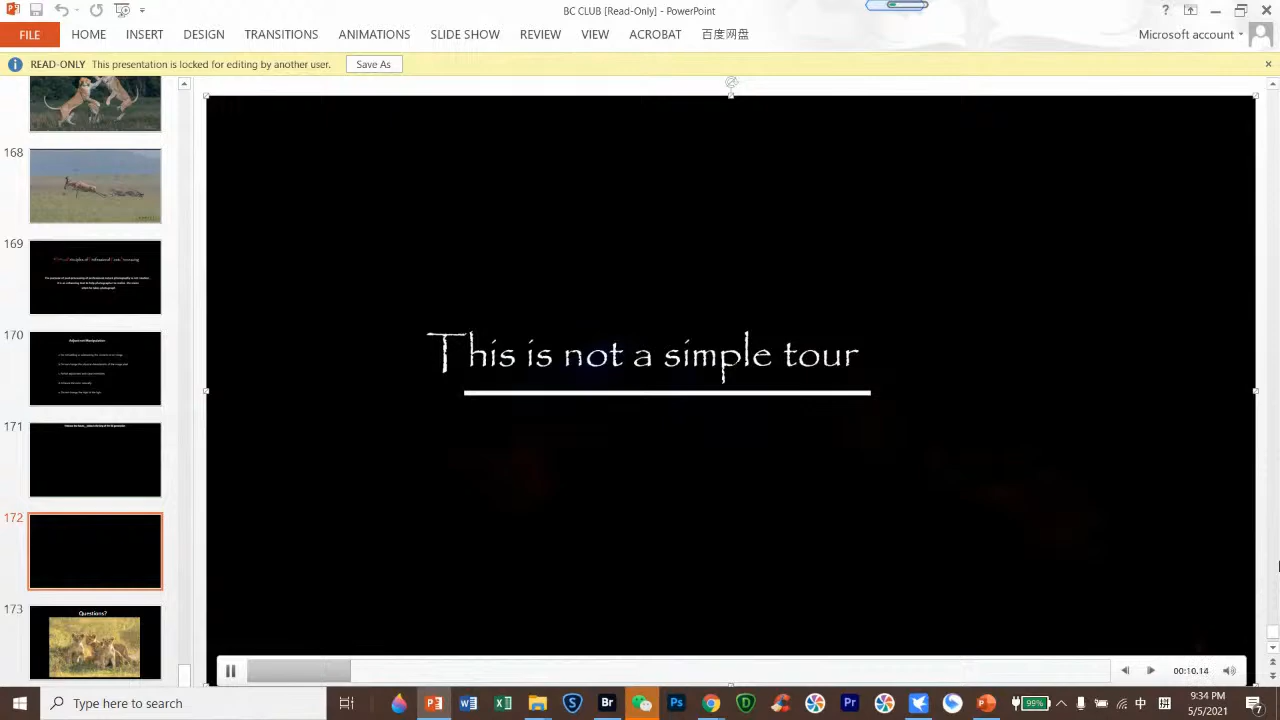 BC CLUB [Read-Only] - PowerPoint
FILE HOME INSERT DESIGN TRANSITIONS ANIMATIONS SLIDESHOW REVIEW VIEW ACROBAT 百度网盘 Microsoft account
READ-ONLY This presentation is locked for editing by another user. Save As
168
169
170
171
172
173
Questions?
This is not a simple tour
00:10.14
Type here to search
98%
中
9:34 PM
5/5/2021